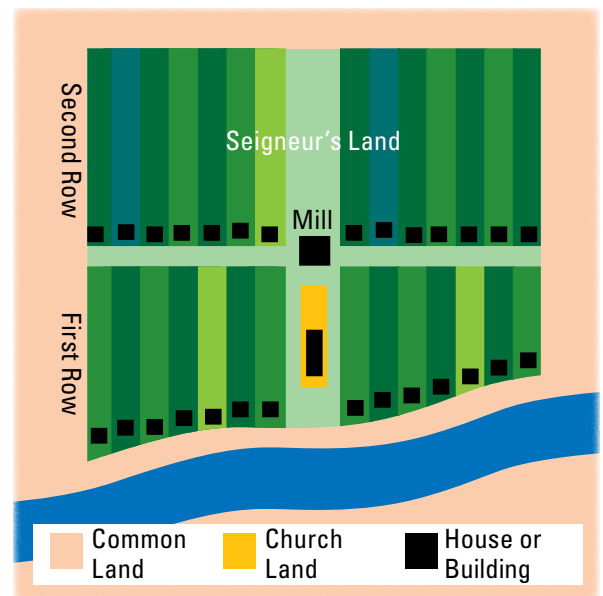 Second Row
Seigneur's Land
Mill
First Row
Common
Land
Church
Land
House or
Building